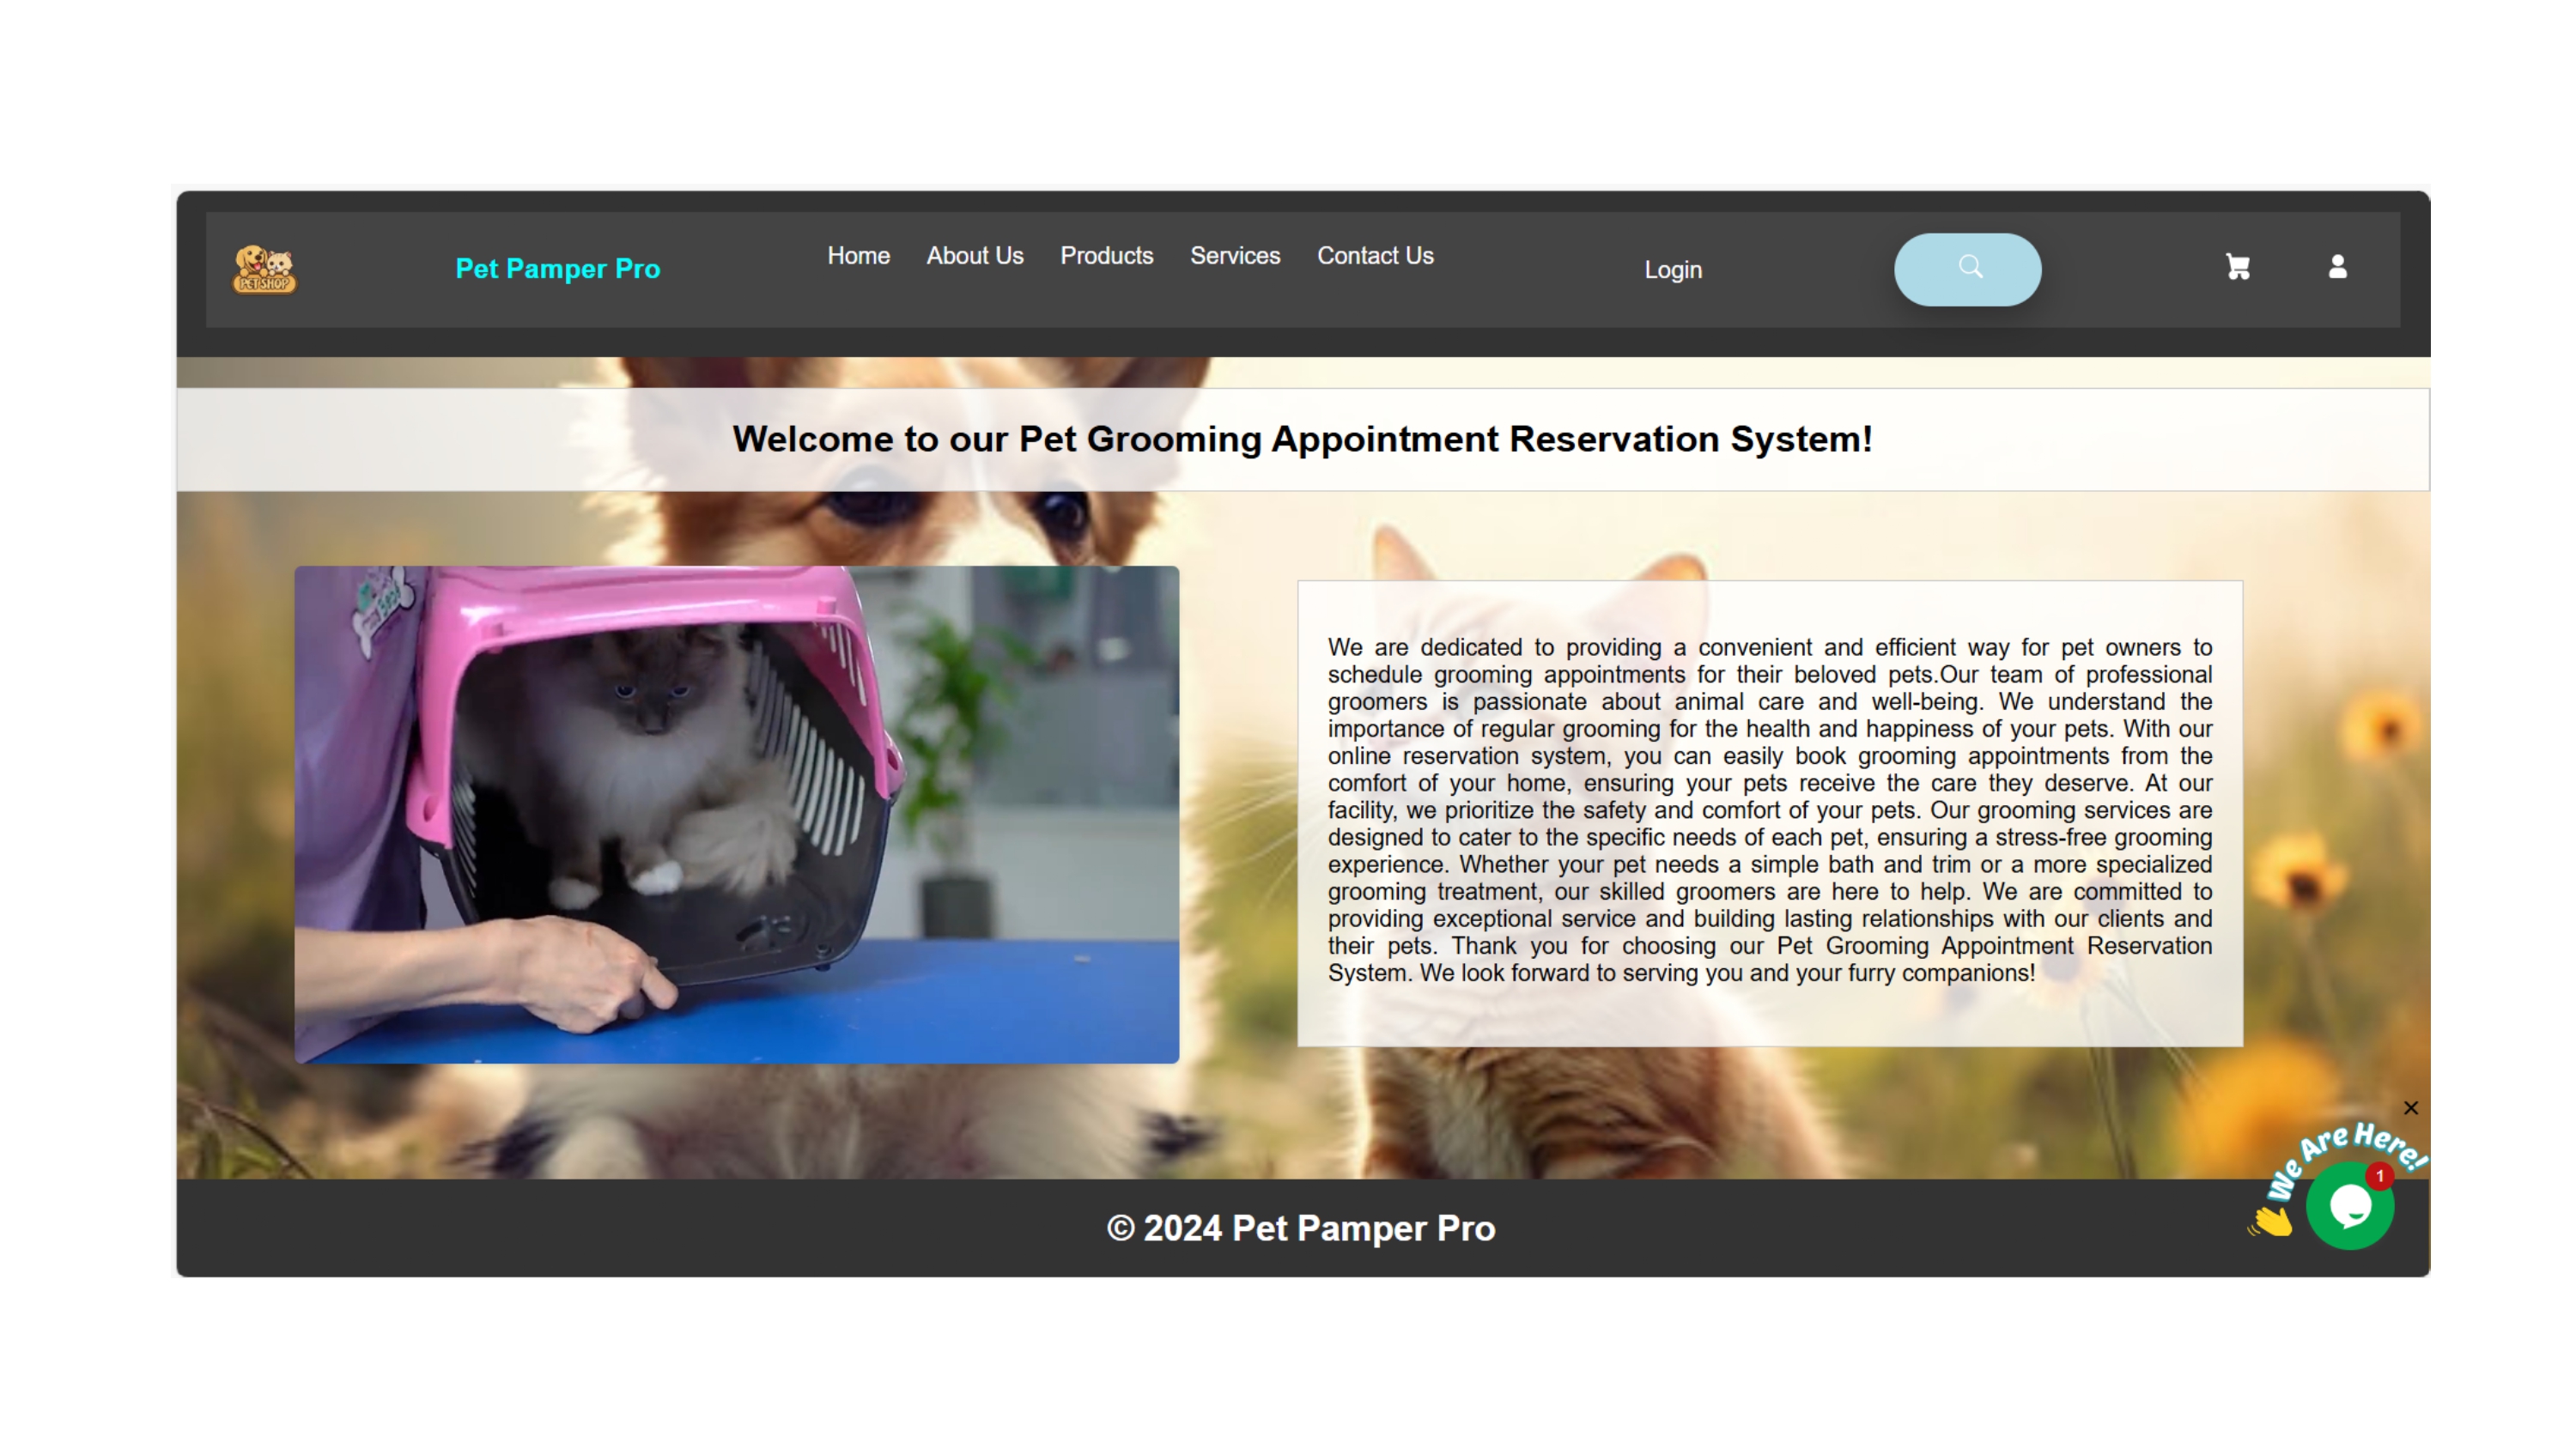 PET SHOP
Pet Pamper Pro
Home About Us Products Services Contact Us
Login
Welcome to our Pet Grooming Appointment Reservation System!
We are dedicated to providing a convenient and efficient way for pet owners to
schedule grooming appointments for their beloved pets.Our team of professional
groomers is passionate about animal care and well-being. We understand the
importance of regular grooming for the health and happiness of your pets. With our
online reservation system, you can easily book grooming appointments from the
comfort of your home, ensuring your pets receive the care they deserve. At our
facility, we prioritize the safety and comfort of your pets. Our grooming services are
designed to cater to the specific needs of each pet, ensuring a stress-free grooming
experience. Whether your pet needs a simple bath and trim or a more specialized
grooming treatment, our skilled groomers are here to help. We are committed to
providing exceptional service and building lasting relationships with our clients and
their pets. Thank you for choosing our Pet Grooming Appointment Reservation
System. We look forward to serving you and your furry companions!
We Are Here!
1
© 2024 Pet Pamper Pro